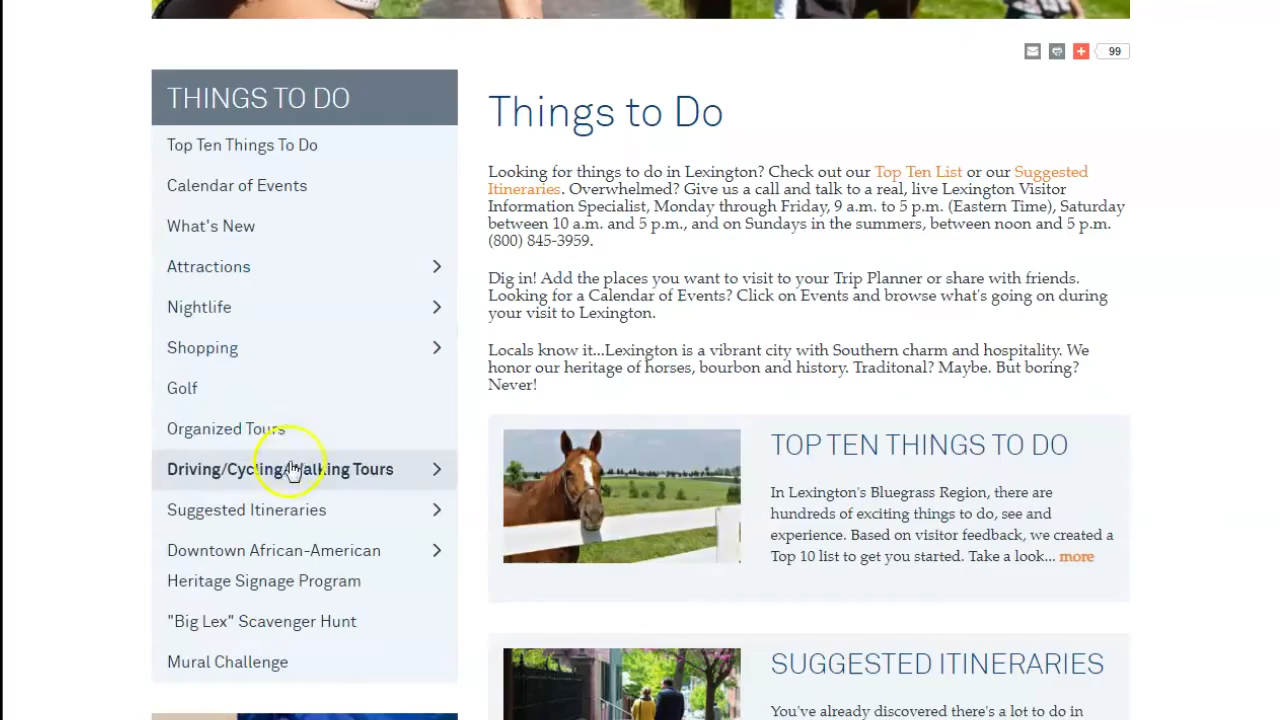 99
THINGS TO DO
Top Ten Things To Do
Calendar of Events
What's New
Attractions
Nightlife
Shopping
Golf
Organized Tours
Driving/Cycling/Walking Tours
Suggested Itineraries
Downtown African-American
Heritage Signage Program
"Big Lex" Scavenger Hunt
Mural Challenge
Things to Do
Looking for things to do in Lexington? Check out our Top Ten List or our Suggested
Itineraries. Overwhelmed? Give us a call and talk to a real, live Lexington Visitor
Information Specialist, Monday through Friday, 9 a.m. to 5 p.m. (Eastern Time), Saturday
between 10 a.m. and 5 p.m., and on Sundays in the summers, between noon and 5 p.m.
(800) 845-3959.
Dig in! Add the places you want to visit to your Trip Planner or share with friends.
Looking for a Calendar of Events? Click on Events and browse what's going on during
your visit to Lexington.
Locals know it...Lexington is a vibrant city with Southern charm and hospitality. We
honor our heritage of horses, bourbon and history. Traditonal? Maybe. But boring?
Never!
TOP TEN THINGS TO DO
In Lexington's Bluegrass Region, there are
hundreds of exciting things to do, see and
experience. Based on visitor feedback, we created a
Top 10 list to get you started. Take a look... more
SUGGESTED ITINERARIES
You've already discovered there's a lot to do in